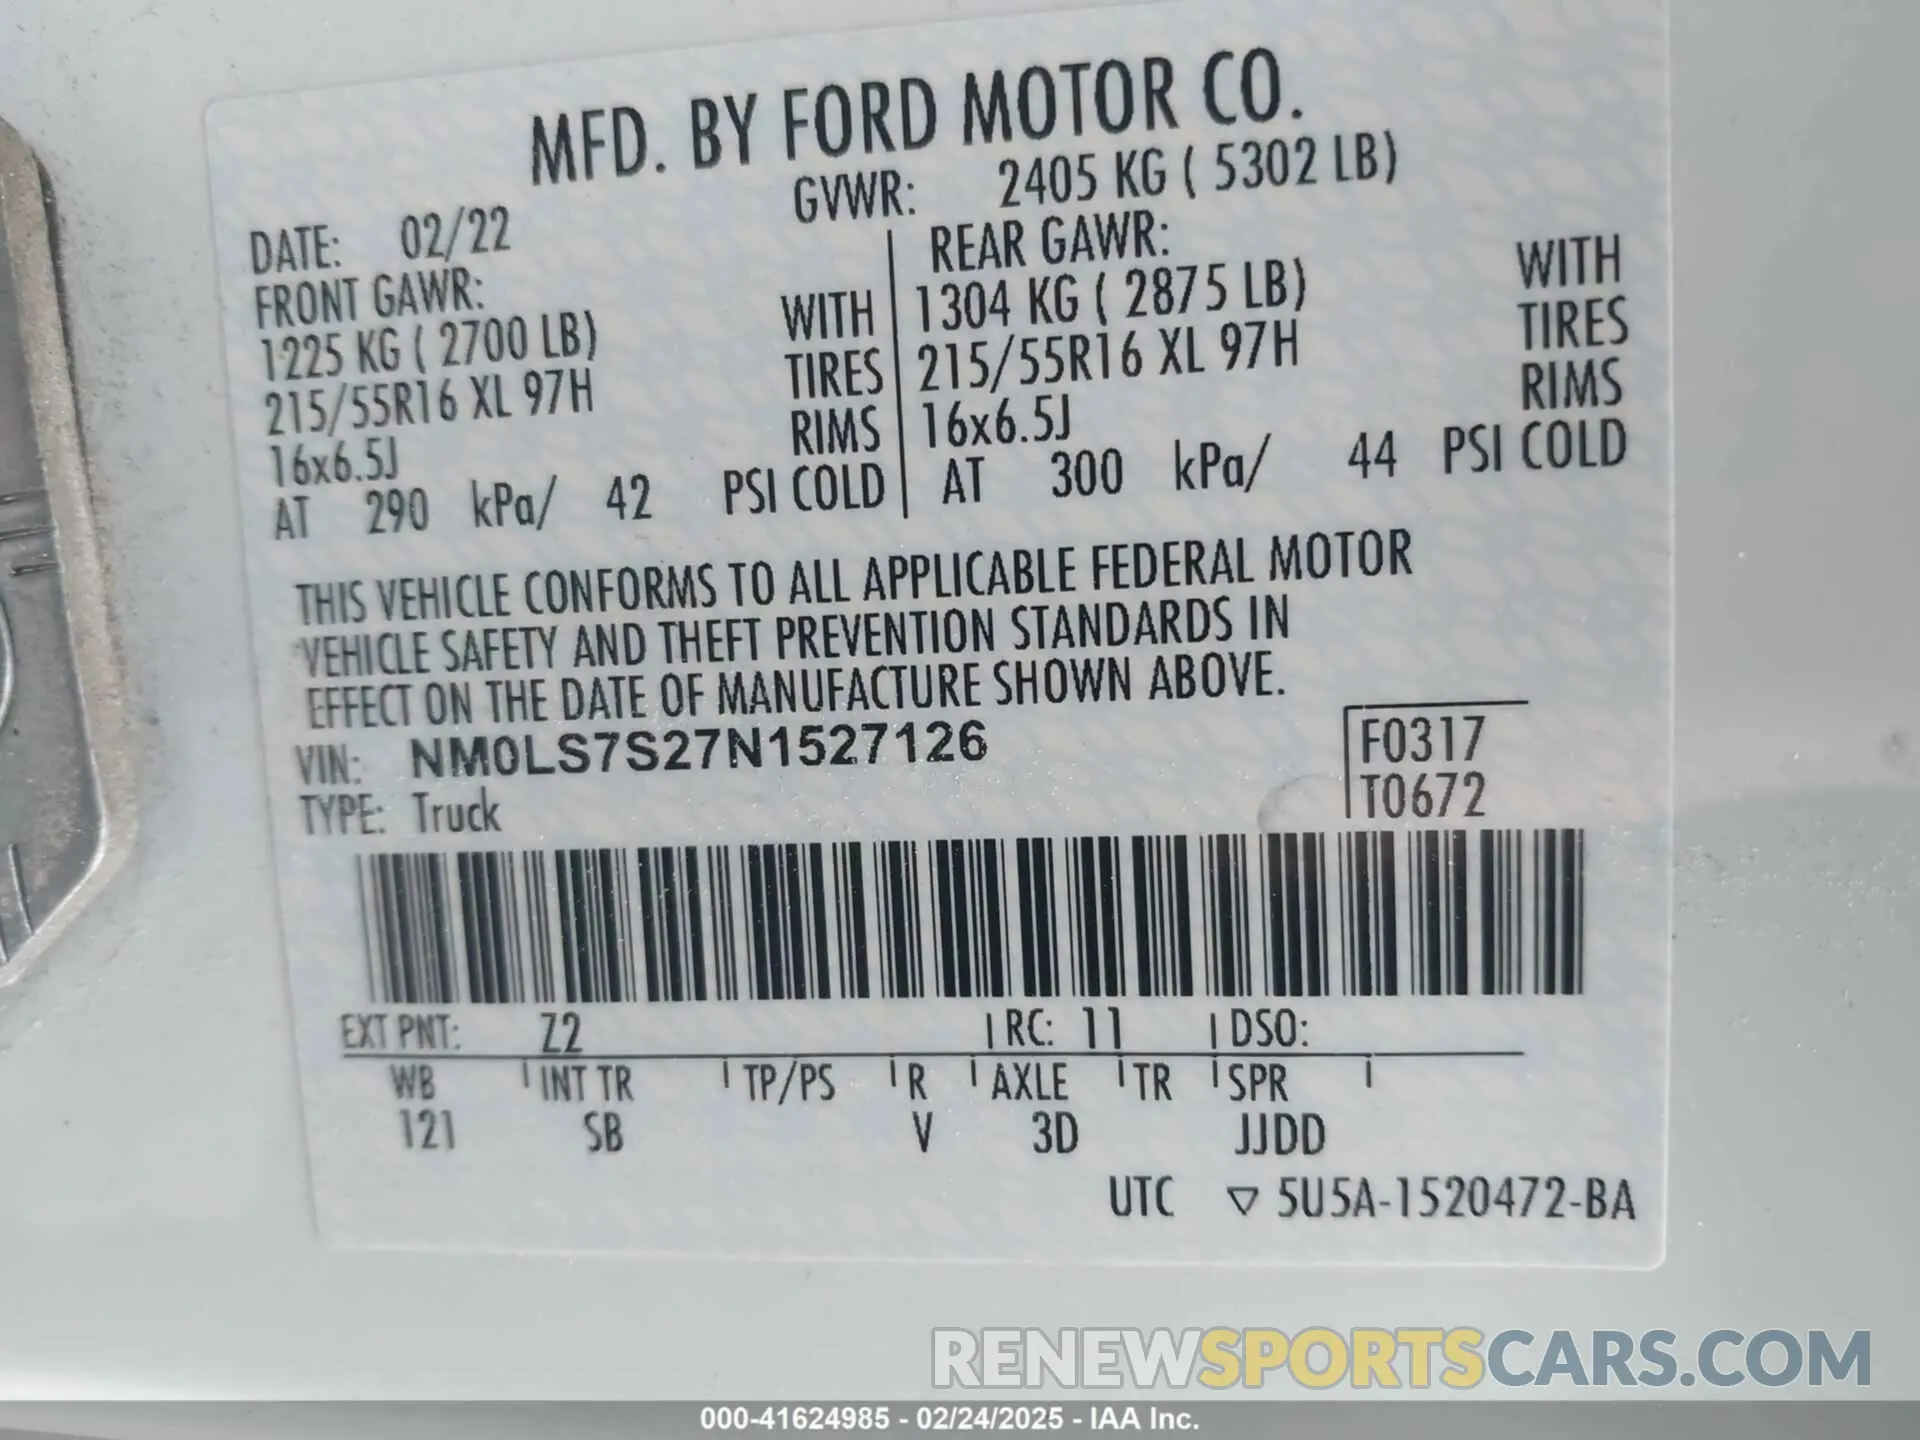 MFD. BY FORD MOTOR CO.
DATE: 02/22 GVWR: 2405 KG ( 5302 LB)
FRONT GAWR: REAR GAWR:
1225 KG ( 2700 LB) WITH 1304 KG ( 2875 LB) WITH
215/55R16 XL 97H TIRES 215/55R16 XL 97H TIRES
16x6.5J RIMS 16x6.5J RIMS
AT 290 kPa/ 42 PSI COLD AT 300 kPa/ 44 PSI COLD
THIS VEHICLE CONFORMS TO ALL APPLICABLE FEDERAL MOTOR
VEHICLE SAFETY AND THEFT PREVENTION STANDARDS IN
EFFECT ON THE DATE OF MANUFACTURE SHOWN ABOVE.
VIN: NM0LS7S27N1527126 F0317
TYPE: Truck T0672
EXT PNT: Z2 RC: 11 DSO:
WB INT TR TP/PS R AXLE TR SPR
121 SB V 3D JJDD
UTC ▽ 5U5A-1520472-BA
RENEWSPORTSCARS.COM
000-41624985 - 02/24/2025 - IAA Inc.